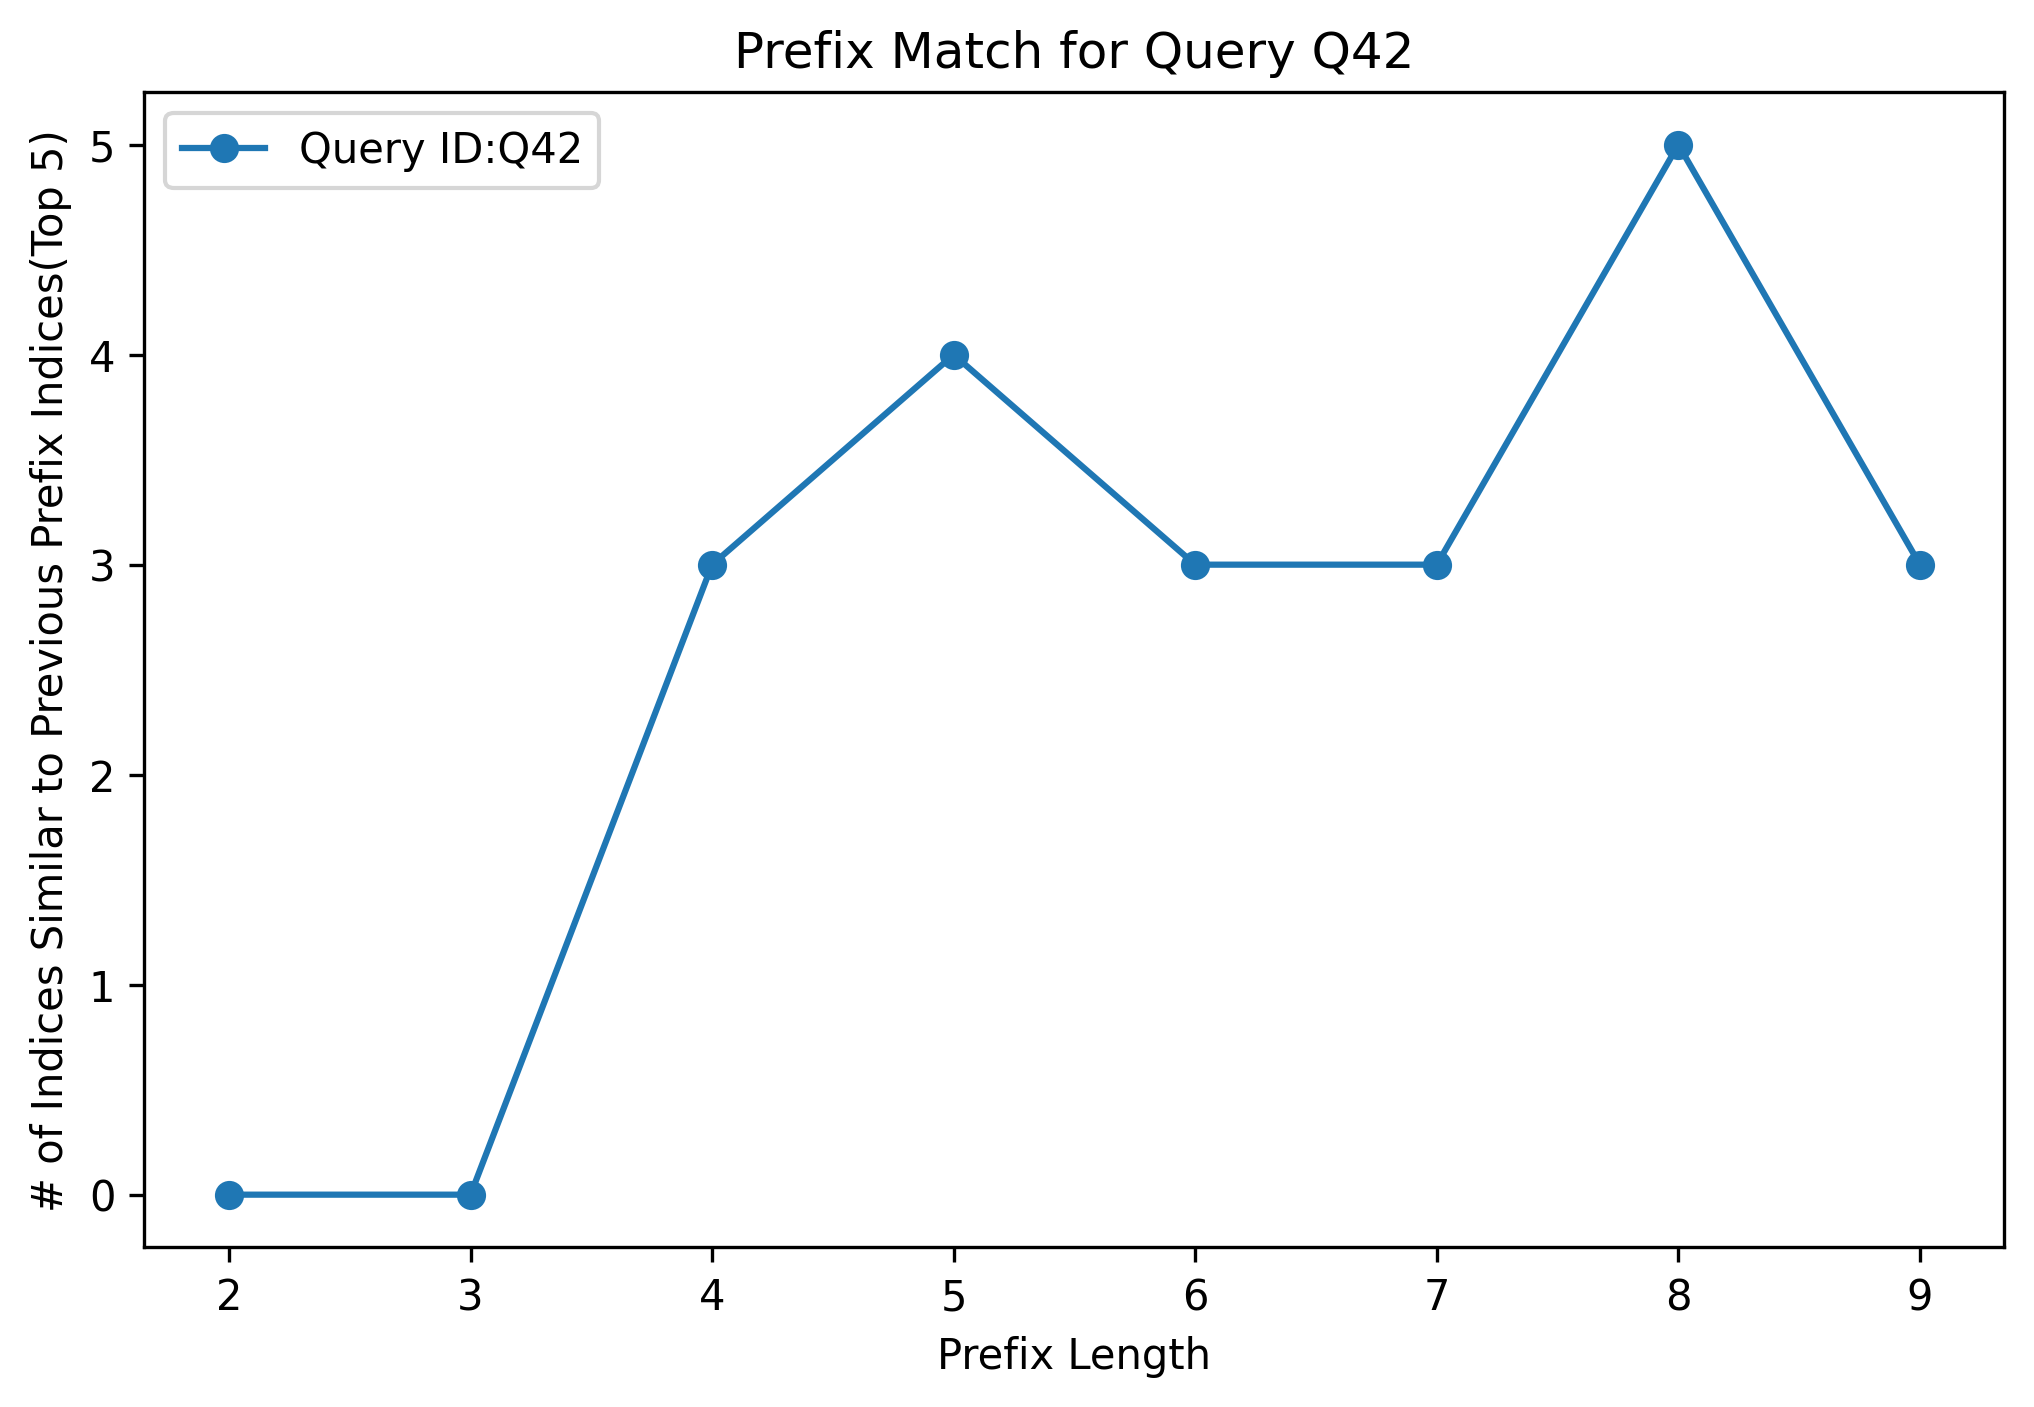 Prefix Match for Query Q42
Query ID:Q42
# of Indices Similar to Previous Prefix Indices(Top 5)
5
4
3
2
1
0
2 3 4 5 6 7 8 9
Prefix Length